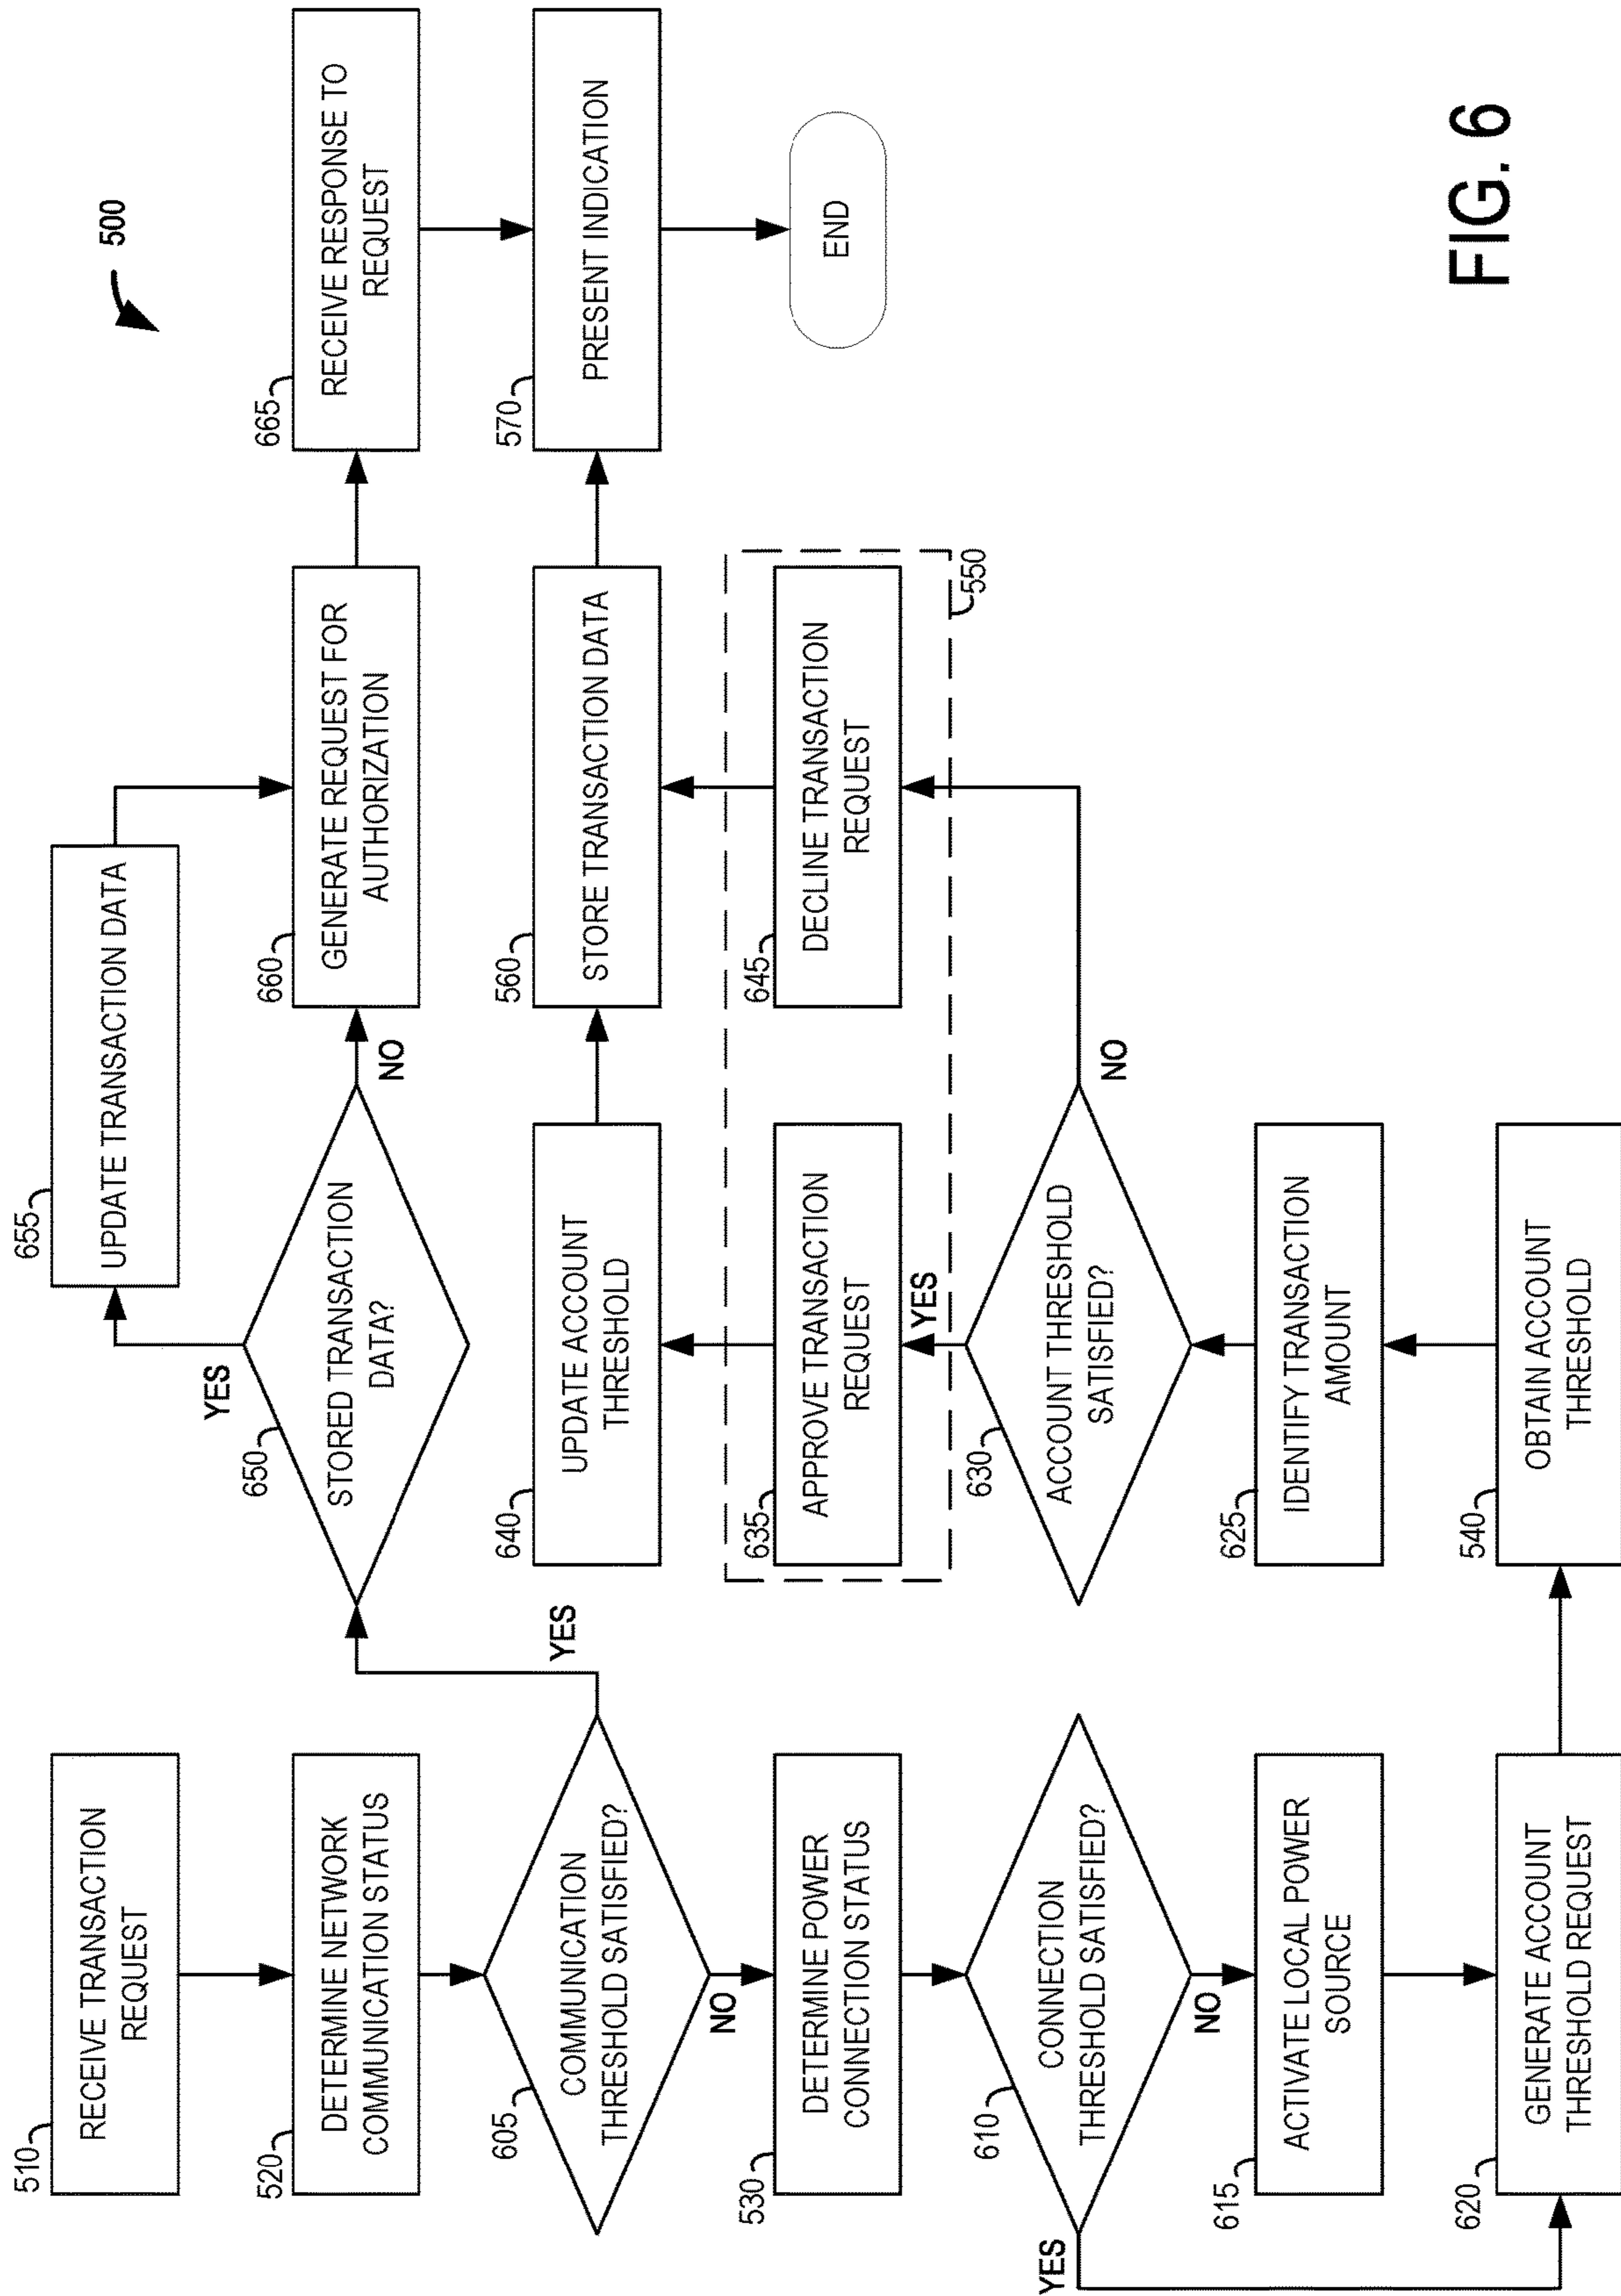 500
510
RECEIVE TRANSACTION
REQUEST
520
DETERMINE NETWORK
COMMUNICATION STATUS
605
COMMUNICATION
THRESHOLD SATISFIED?
YES
NO
530
DETERMINE POWER
CONNECTION STATUS
610
CONNECTION
THRESHOLD SATISFIED?
YES
NO
615
ACTIVATE LOCAL POWER
SOURCE
620
GENERATE ACCOUNT
THRESHOLD REQUEST
540
OBTAIN ACCOUNT
THRESHOLD
625
IDENTIFY TRANSACTION
AMOUNT
630
ACCOUNT THRESHOLD
SATISFIED?
YES
NO
635
APPROVE TRANSACTION
REQUEST
640
UPDATE ACCOUNT
THRESHOLD
645
DECLINE TRANSACTION
REQUEST
550
560
STORE TRANSACTION DATA
650
STORED TRANSACTION
DATA?
YES
NO
655
UPDATE TRANSACTION DATA
660
GENERATE REQUEST FOR
AUTHORIZATION
665
RECEIVE RESPONSE TO
REQUEST
570
PRESENT INDICATION
END
FIG. 6